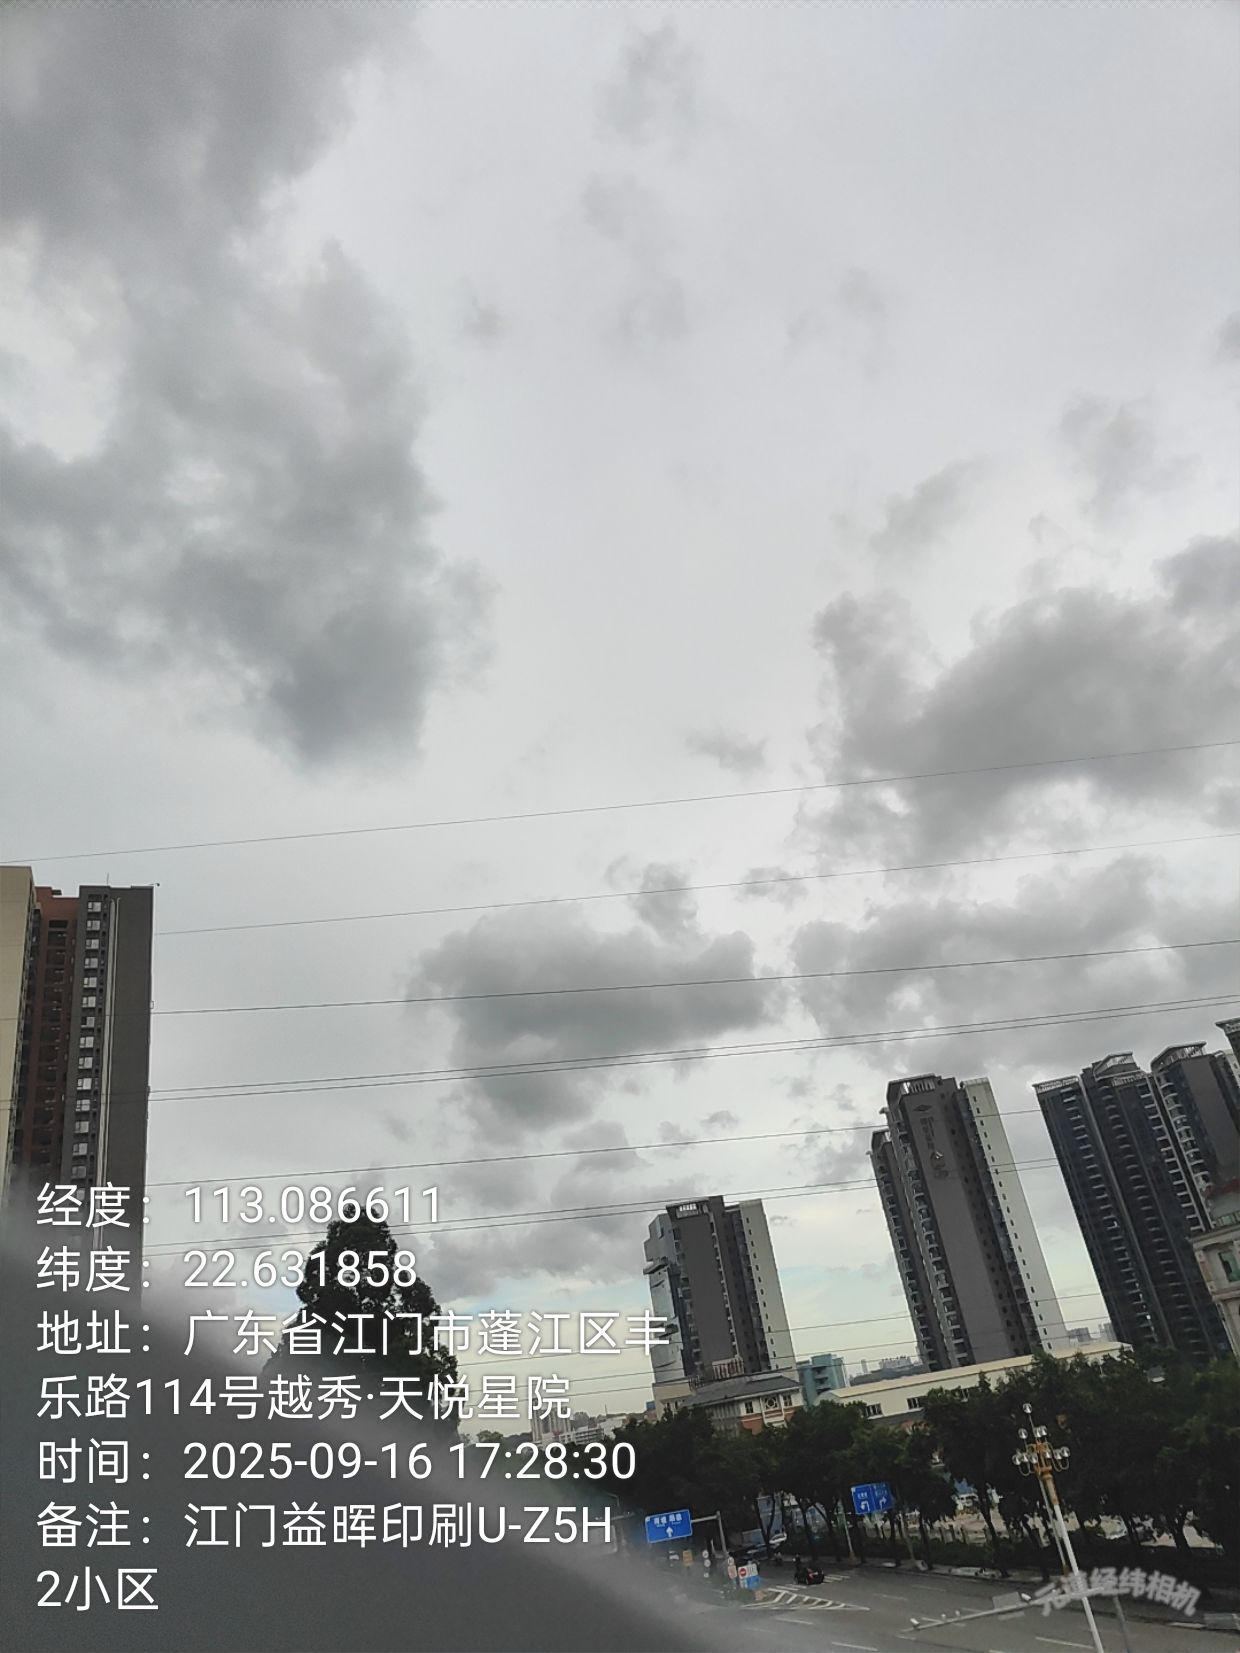 经度：113.086611
纬度：22.631858
地址：广东省江门市蓬江区丰
乐路114号越秀·天悦星院
时间：2025-09-16 17:28:30
备注：江门益晖印刷U-Z5H
2小区
元道经纬相机